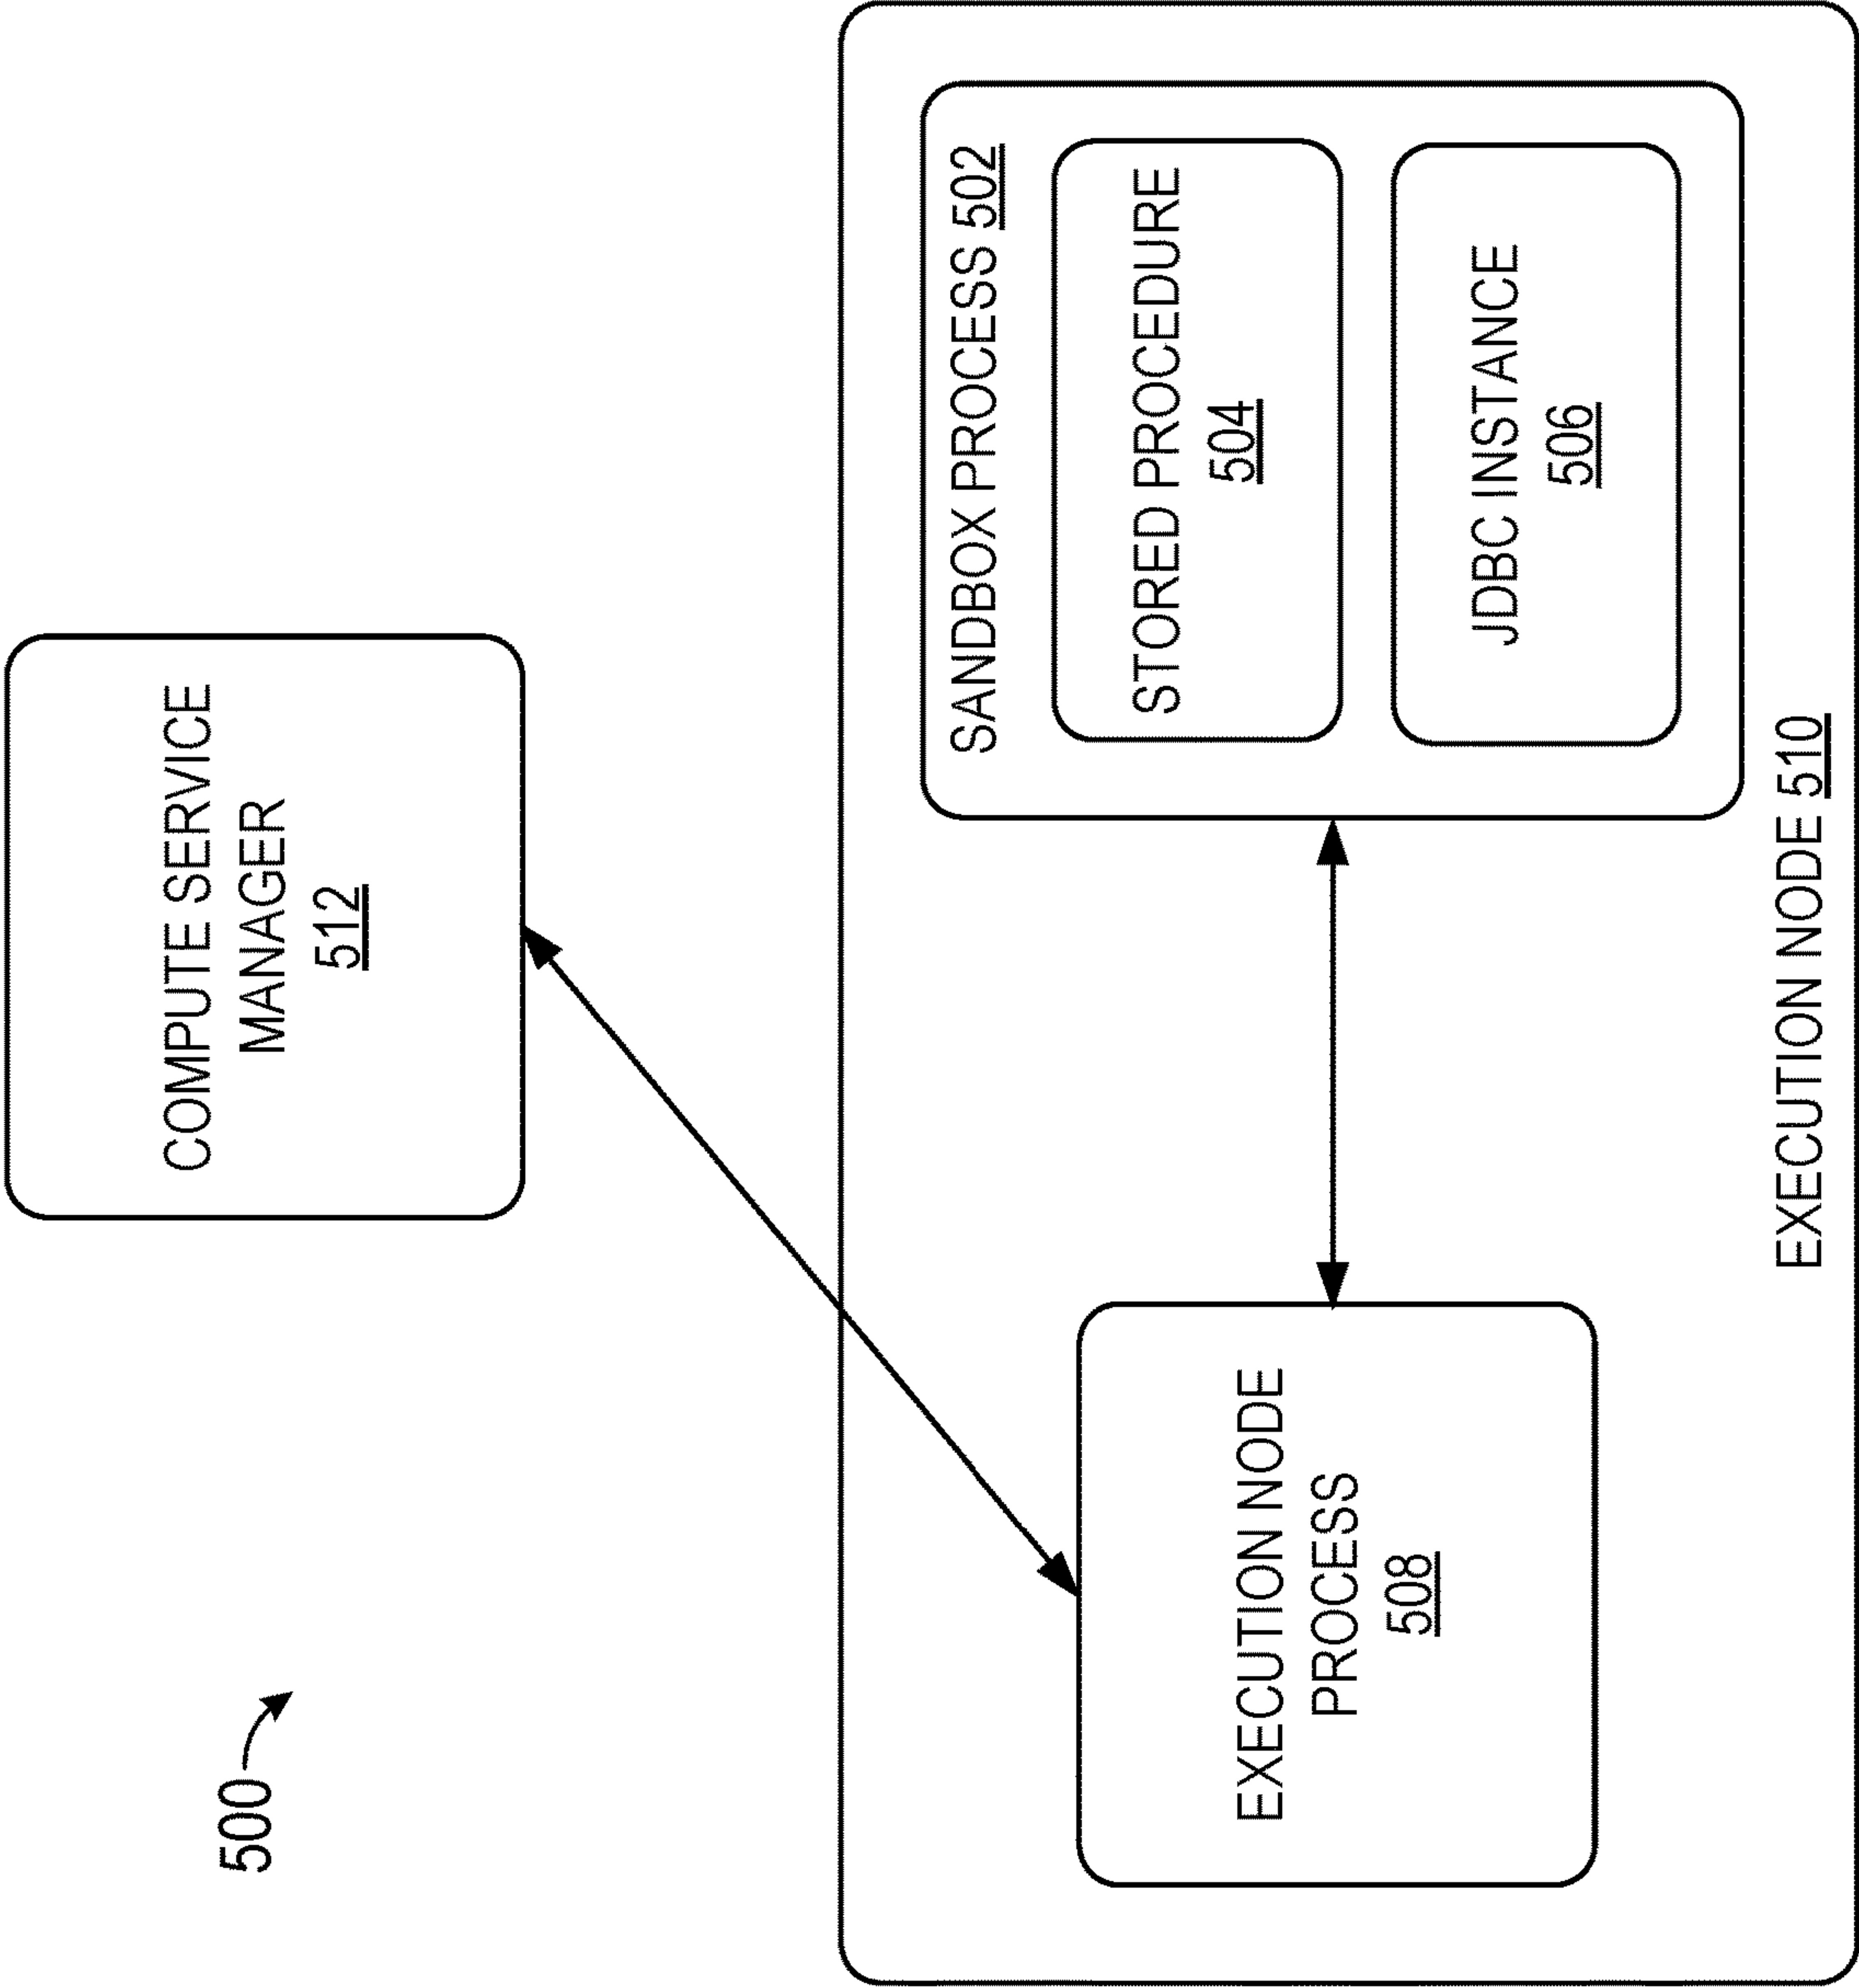 500
COMPUTE SERVICE
MANAGER
512
EXECUTION NODE
PROCESS
508
SANDBOX PROCESS 502
STORED PROCEDURE
504
JDBC INSTANCE
506
EXECUTION NODE 510